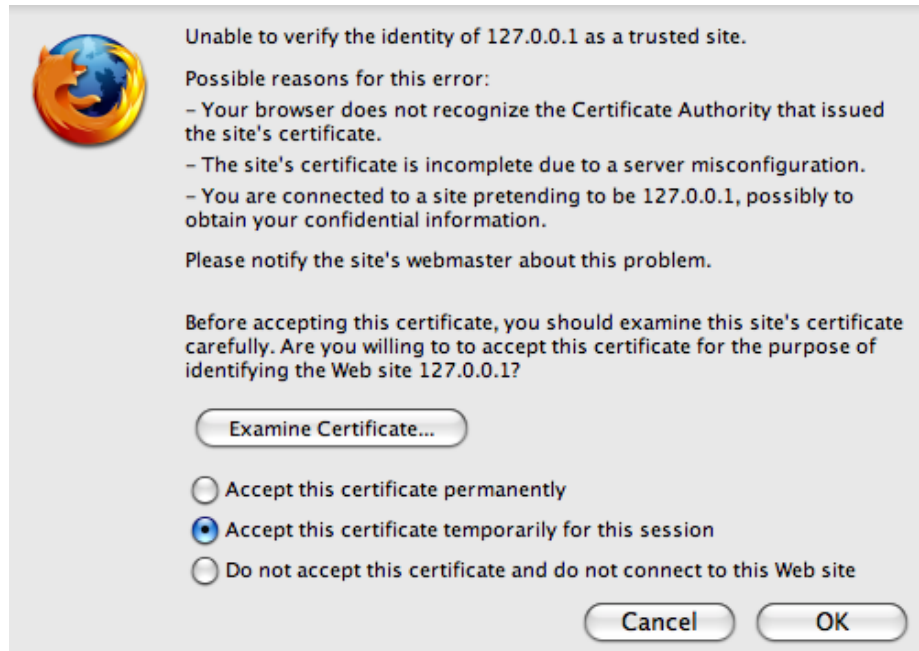 Unable to verify the identity of 127.0.0.1 as a trusted site.
Possible reasons for this error:
– Your browser does not recognize the Certificate Authority that issued
the site's certificate.
– The site's certificate is incomplete due to a server misconfiguration.
– You are connected to a site pretending to be 127.0.0.1, possibly to
obtain your confidential information.
Please notify the site's webmaster about this problem.
Before accepting this certificate, you should examine this site's certificate
carefully. Are you willing to to accept this certificate for the purpose of
identifying the Web site 127.0.0.1?
Examine Certificate...
Accept this certificate permanently
Accept this certificate temporarily for this session
Do not accept this certificate and do not connect to this Web site
Cancel OK